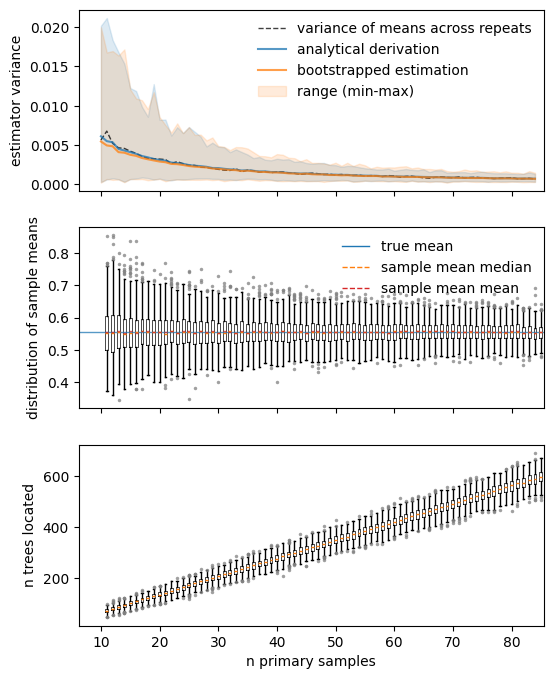 0.020
0.015
0.010
0.005
0.000
estimator variance
variance of means across repeats
analytical derivation
bootstrapped estimation
range (min-max)
0.8
0.7
0.6
0.5
0.4
distribution of sample means
true mean
sample mean median
sample mean mean
600
400
200
n trees located
10 20 30 40 50 60 70 80
n primary samples